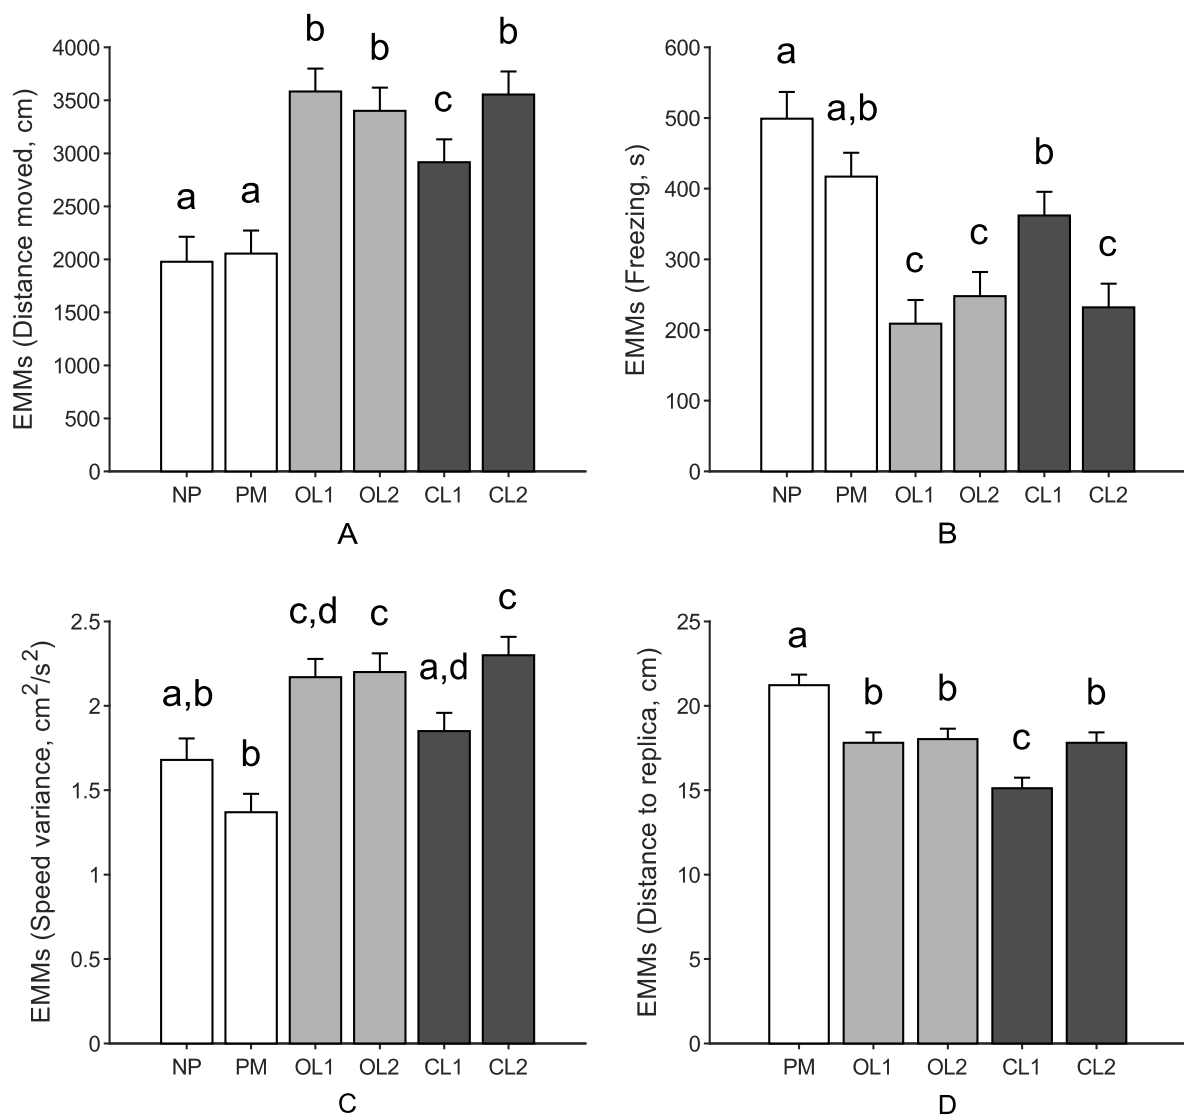 EMMs (Distance moved, cm)
4000
3500
3000
2500
2000
1500
1000
500
0
a
a
b
b
c
b
NP PM OL1 OL2 CL1 CL2
A
EMMs (Freezing, s)
600
500
400
300
200
100
0
a
a,b
c
c
b
c
NP PM OL1 OL2 CL1 CL2
B
EMMs (Speed variance, cm²/s²)
2.5
2
1.5
1
0.5
0
a,b
b
c,d
c
a,d
c
NP PM OL1 OL2 CL1 CL2
C
EMMs (Distance to replica, cm)
25
20
15
10
5
0
a
b
b
c
b
PM OL1 OL2 CL1 CL2
D